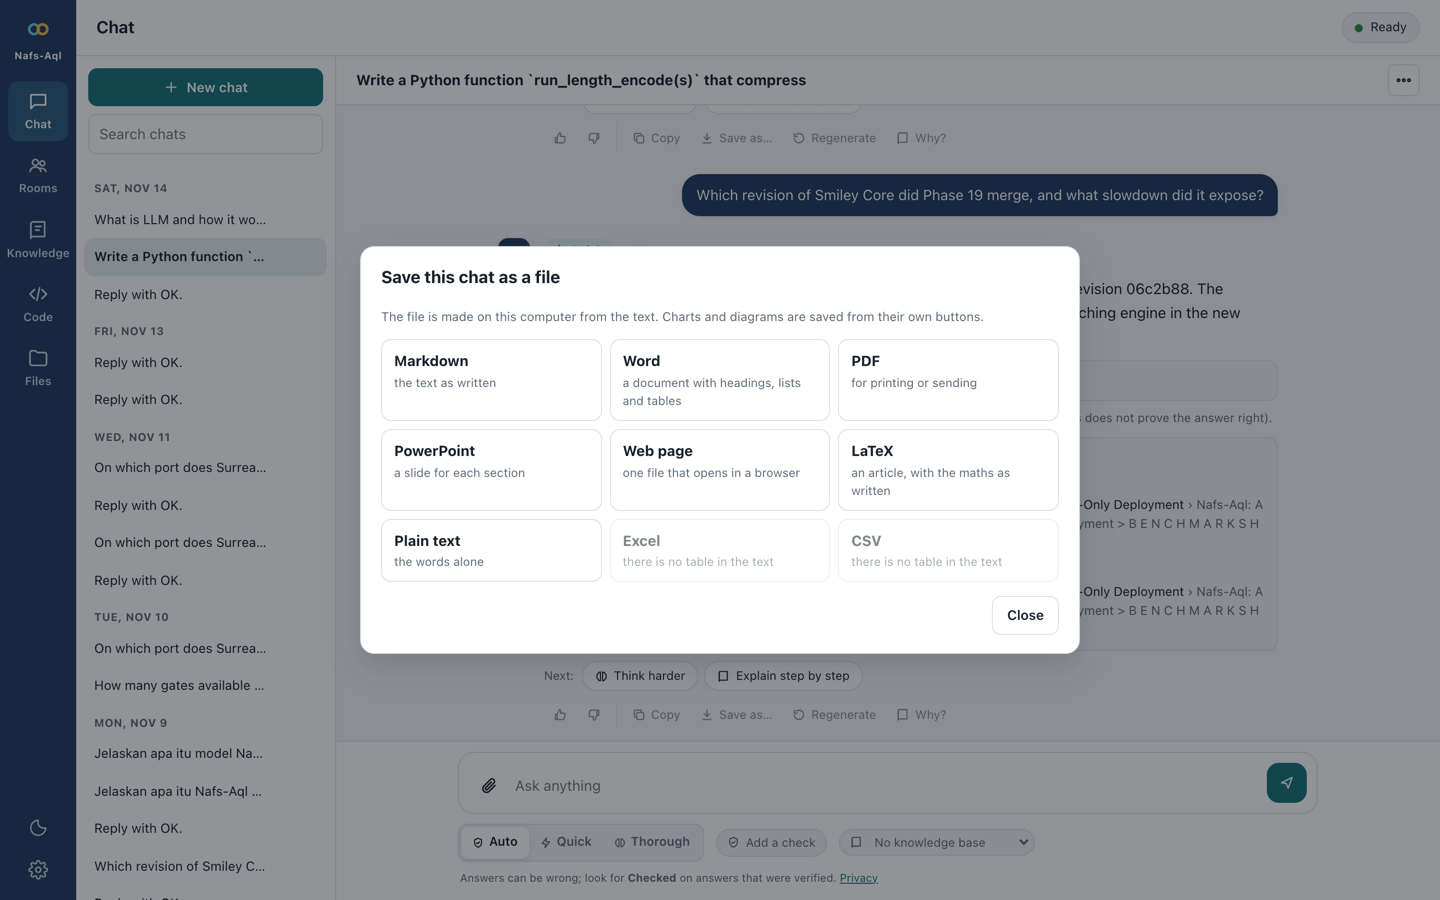 Nafs-Aql
Chat
Rooms
Knowledge
Code
Files
Chat
Ready
New chat
Search chats
SAT, NOV 14
What is LLM and how it wo...
Write a Python function `...
Reply with OK.
FRI, NOV 13
Reply with OK.
Reply with OK.
WED, NOV 11
On which port does Surrea...
Reply with OK.
On which port does Surrea...
Reply with OK.
TUE, NOV 10
On which port does Surrea...
How many gates available ...
MON, NOV 9
Jelaskan apa itu model Na...
Jelaskan apa itu Nafs-Aql ...
Reply with OK.
Which revision of Smiley C...
Write a Python function `run_length_encode(s)` that compress
Copy Save as... Regenerate Why?
Which revision of Smiley Core did Phase 19 merge, and what slowdown did it expose?
revision 06c2b88. The
ching engine in the new
does not prove the answer right).
-Only Deployment › Nafs-Aql: A
yment > B E N C H M A R K S H
-Only Deployment › Nafs-Aql: A
yment > B E N C H M A R K S H
Save this chat as a file
The file is made on this computer from the text. Charts and diagrams are saved from their own buttons.
Markdown
the text as written
Word
a document with headings, lists
and tables
PDF
for printing or sending
PowerPoint
a slide for each section
Web page
one file that opens in a browser
LaTeX
an article, with the maths as
written
Plain text
the words alone
Excel
there is no table in the text
CSV
there is no table in the text
Close
Next: Think harder Explain step by step
Copy Save as... Regenerate Why?
Ask anything
Auto Quick Thorough Add a check No knowledge base
Answers can be wrong; look for Checked on answers that were verified. Privacy